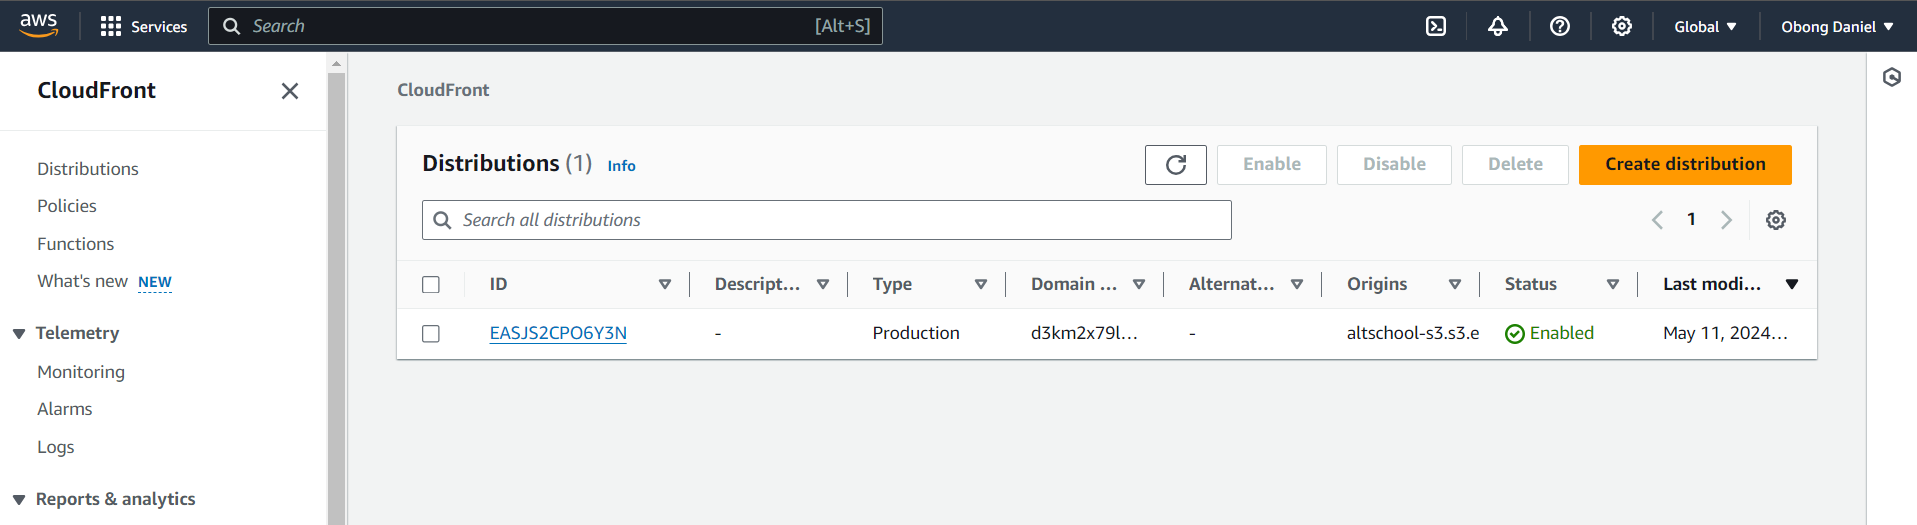 aws Services Search [Alt+S] Global Obong Daniel
CloudFront
Distributions
Policies
Functions
What's new NEW
Telemetry
Monitoring
Alarms
Logs
Reports & analytics
CloudFront
Distributions (1) Info Enable Disable Delete Create distribution
Search all distributions 1
ID Descript... Type Domain ... Alternat... Origins Status Last modi...
EASJS2CPO6Y3N - Production d3km2x79l... - altschool-s3.s3.e Enabled May 11, 2024...